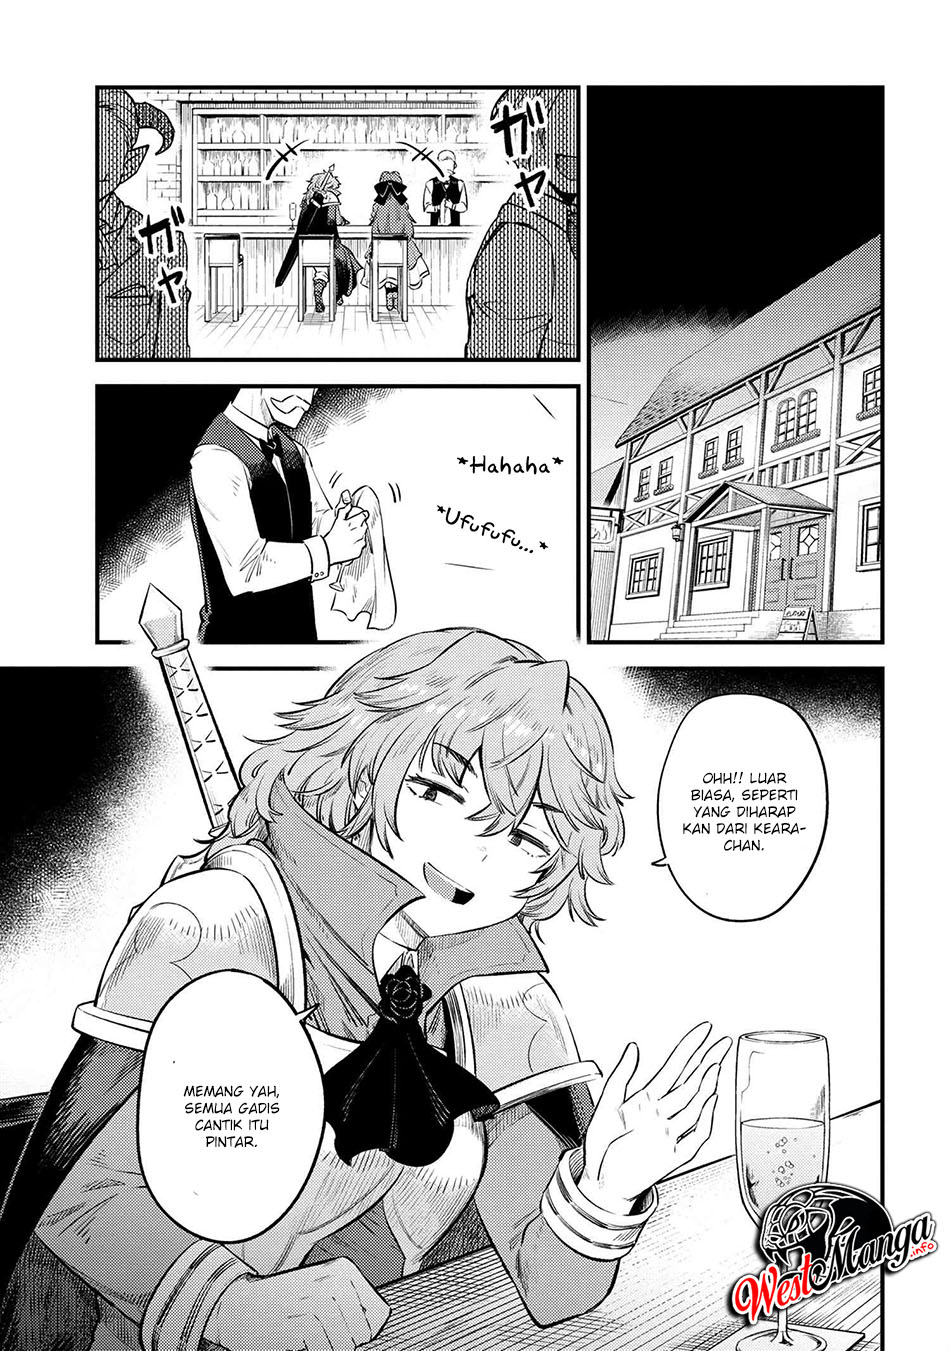 ガヤ
ガヤ
*Hahaha*
*Ufufufu...*
OHH!! LUAR
BIASA, SEPERTI
YANG DIHARAP
KAN DARI KEARA-
CHAN.
MEMANG YAH,
SEMUA GADIS
CANTIK ITU
PINTAR.
WestManga
.info